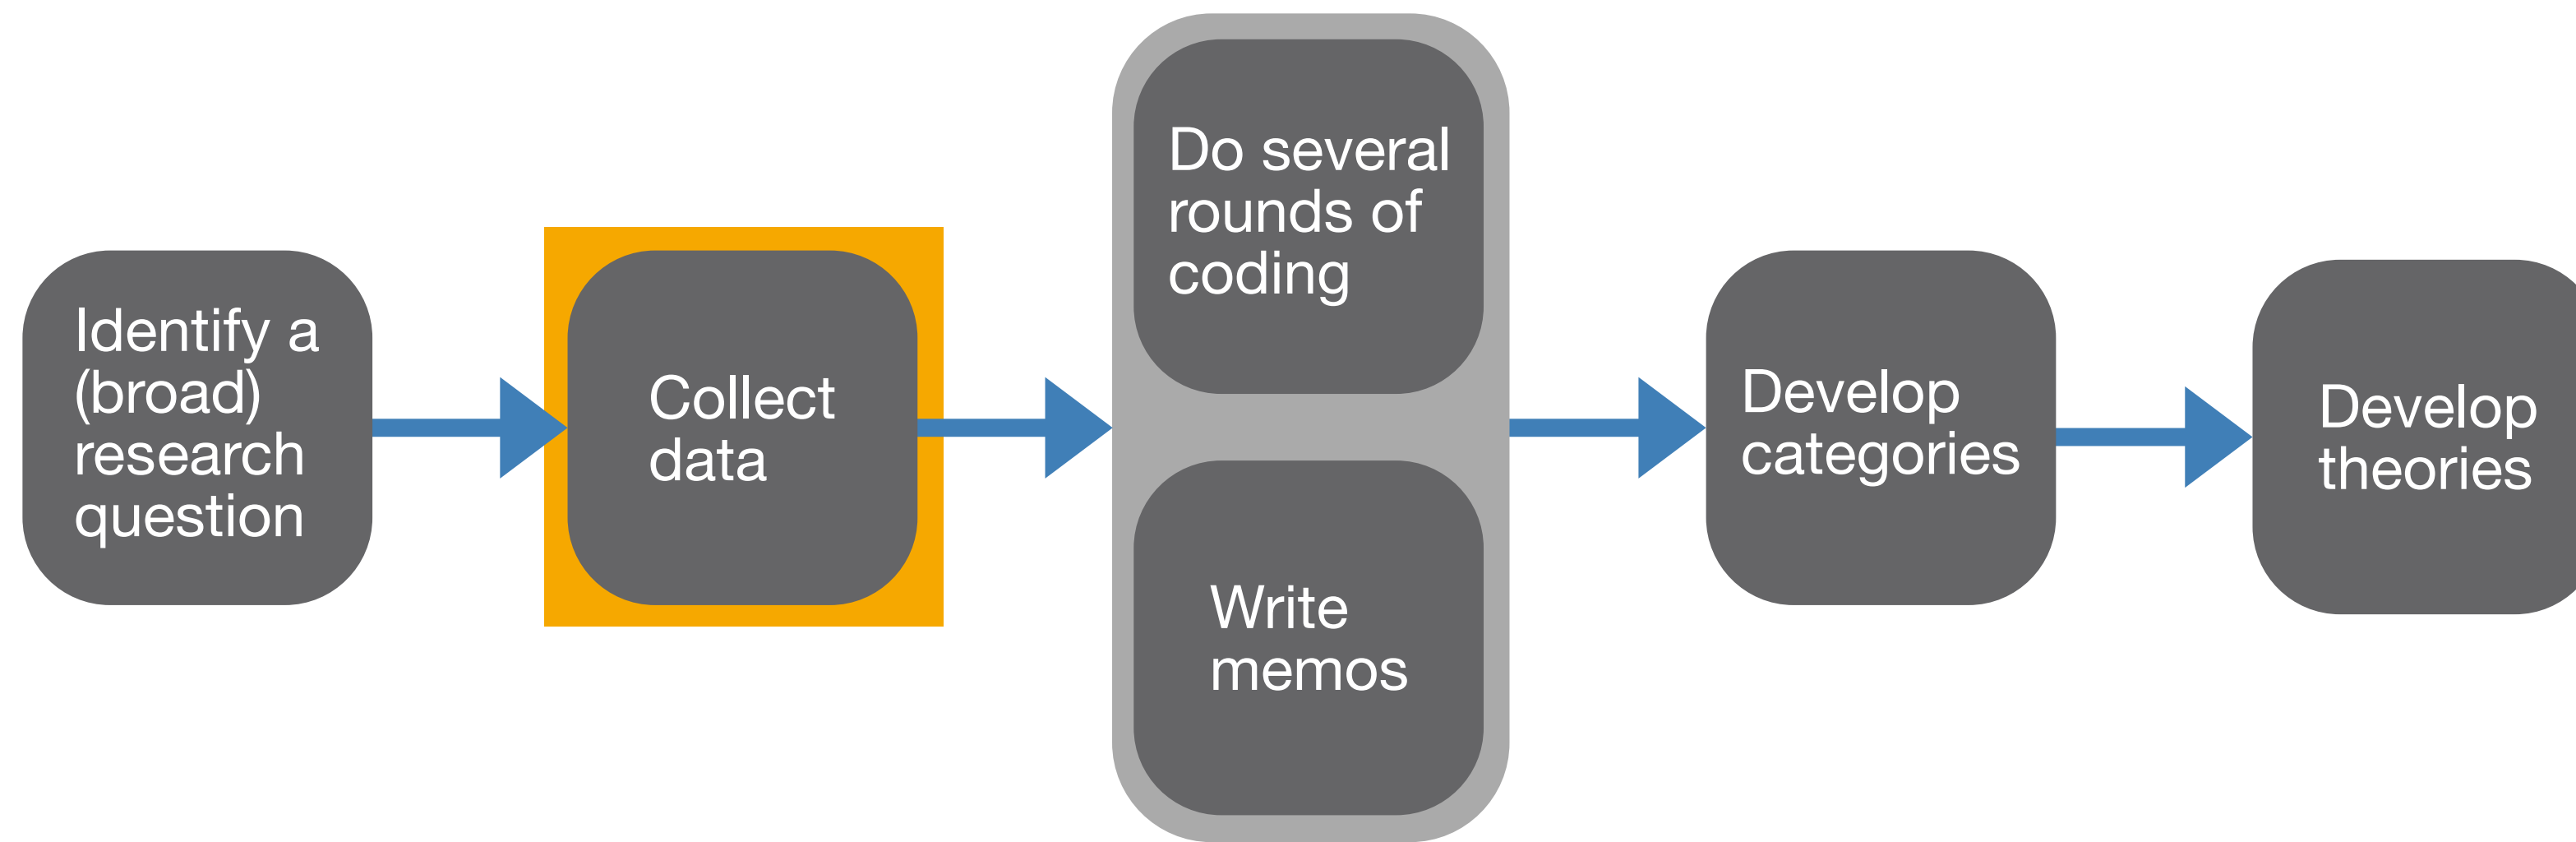 Identify a
(broad)
research
question
Collect
data
Do several
rounds of
coding
Write
memos
Develop
categories
Develop
theories